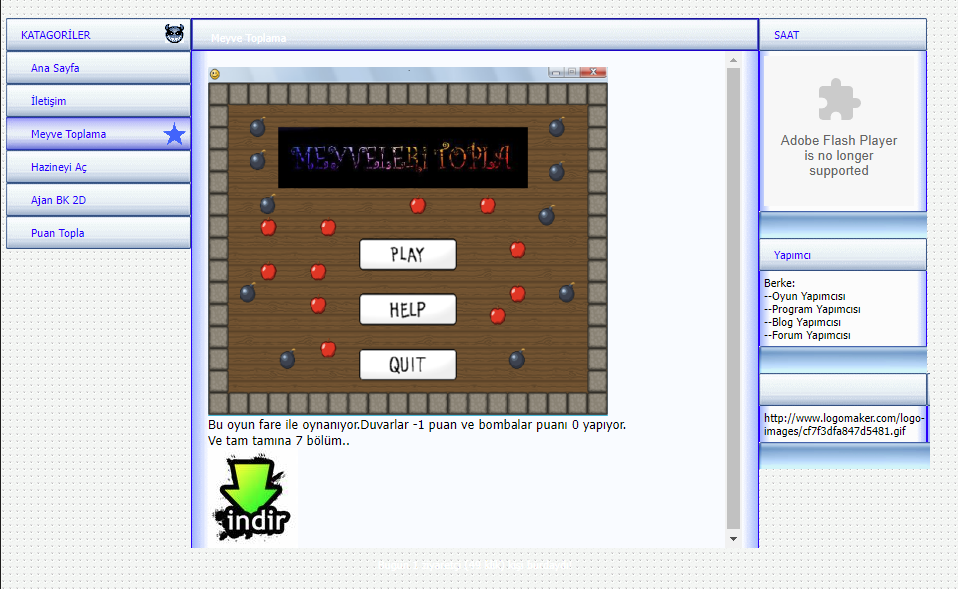 KATAGORİLER
Ana Sayfa
İletişim
Meyve Toplama
Hazineyi Aç
Ajan BK 2D
Puan Topla
Meyve Toplama
MEYVELERİ TOPLA
PLAY
HELP
QUIT
Bu oyun fare ile oynanıyor.Duvarlar -1 puan ve bombalar puanı 0 yapıyor.
Ve tam tamına 7 bölüm..
indir
SAAT
Adobe Flash Player
is no longer
supported
Yapımcı
Berke:
--Oyun Yapımcısı
--Program Yapımcısı
--Blog Yapımcısı
--Forum Yapımcısı
http://www.logomaker.com/logo-
images/cf7f3dfa847d5481.gif